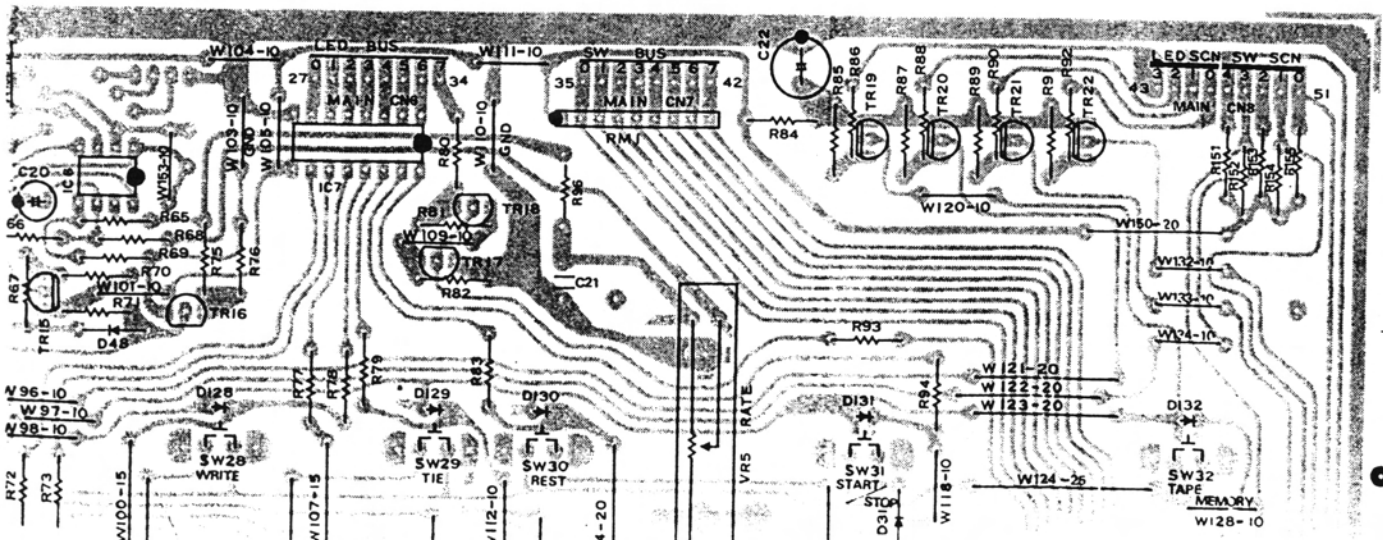 W104-10
LED BUS
W111-10
SW BUS
C22
R85
R86
TR19
R87
R88
TR20
R89
R90
TR21
R9
R92
TR22
LED SCN
SW SCN
27
0 1 2 3 4 5 6 7
34
35
0 1 2 3 4 5 6 7
42
43
3 2 1 0 4 3 2 1 0
51
MAIN CN6
MAIN CN7
MAIN CN8
RM1
R84
W103-10
GND
W105-10
R80
W110-10
GND
R96
W153-10
C20
IC6
IC7
R151
R152
R153
R154
R155
R65
R81
TR18
W120-10
66
R68
W109-10
W150-20
R69
R75
R76
TR17
R67
R70
W101-10
R82
C21
W132-10
R71
TR16
W133-10
TR15
D48
R93
W134-10
R77
R78
R79
R83
R94
W121-20
W96-10
W122-20
W97-10
D128
D129
D130
RATE
D131
W123-20
D132
W98-10
SW28
WRITE
SW29
TIE
SW30
REST
VR5
SW31
START
STOP
SW32
TAPE
MEMORY
R72
R73
W100-15
W107-15
W112-10
4-20
D31
W118-10
W124-25
W128-10